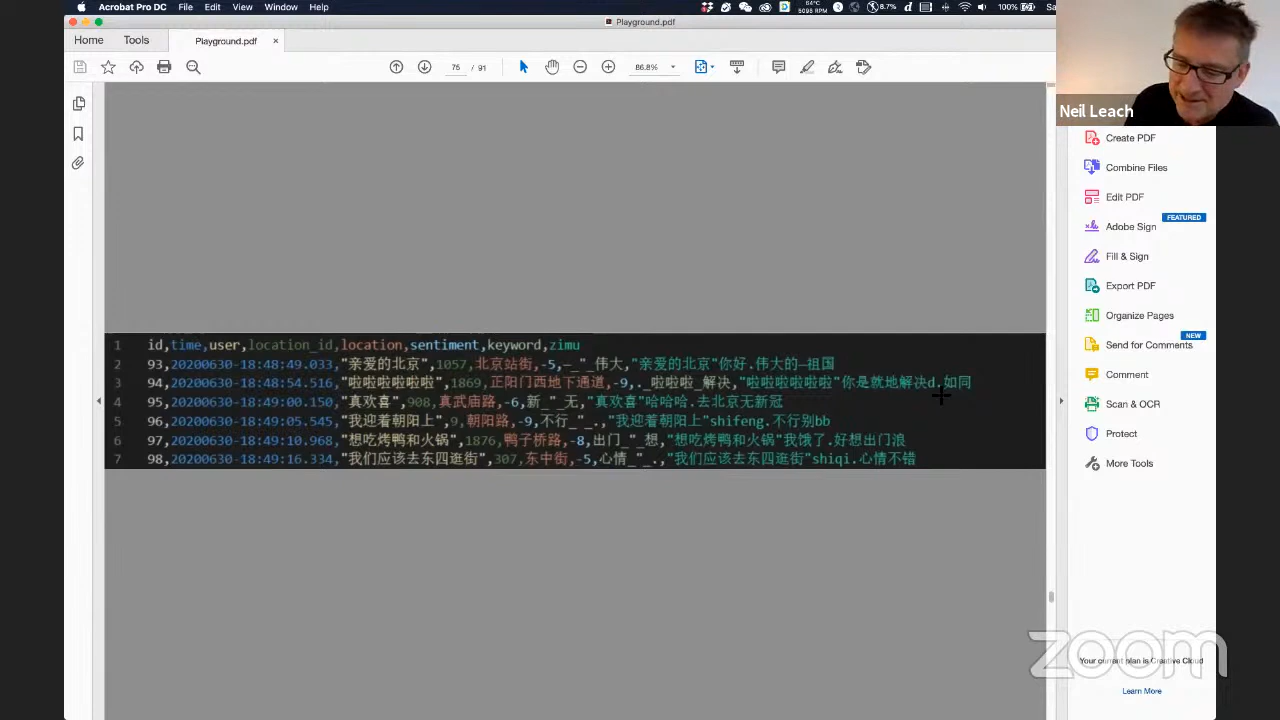 Acrobat Pro DC File Edit View Window Help
64°C
5098 RPM
8.7%
100%
Playground.pdf
Home Tools Playground.pdf ×
76 / 91
86.8%
Neil Leach
Create PDF
Combine Files
Edit PDF
FEATURED
Adobe Sign
Fill & Sign
Export PDF
Organize Pages
NEW
Send for Comments
Comment
Scan & OCR
Protect
More Tools
1 id,time,user,location_id,location,sentiment,keyword,zimu
2 93,20200630-18:48:49.033,"亲爱的北京",1057,北京站街,-5,—_"_伟大,"亲爱的北京"你好.伟大的—祖国
3 94,20200630-18:48:54.516,"啦啦啦啦啦啦",1869,正阳门西地下通道,-9,._啦啦啦_解决,"啦啦啦啦啦啦"你是就地解决d.如同
4 95,20200630-18:49:00.150,"真欢喜",908,真武庙路,-6,新_"_无,"真欢喜"哈哈哈.去北京无新冠
5 96,20200630-18:49:05.545,"我迎着朝阳上",9,朝阳路,-9,不行_"_.,"我迎着朝阳上"shifeng.不行别bb
6 97,20200630-18:49:10.968,"想吃烤鸭和火锅",1876,鸭子桥路,-8,出门_"_想,"想吃烤鸭和火锅"我饿了.好想出门浪
7 98,20200630-18:49:16.334,"我们应该去东四逛街",307,东中街,-5,心情_"_.,"我们应该去东四逛街"shiqi.心情不错
zoom
Your current plan is Creative Cloud
Learn More